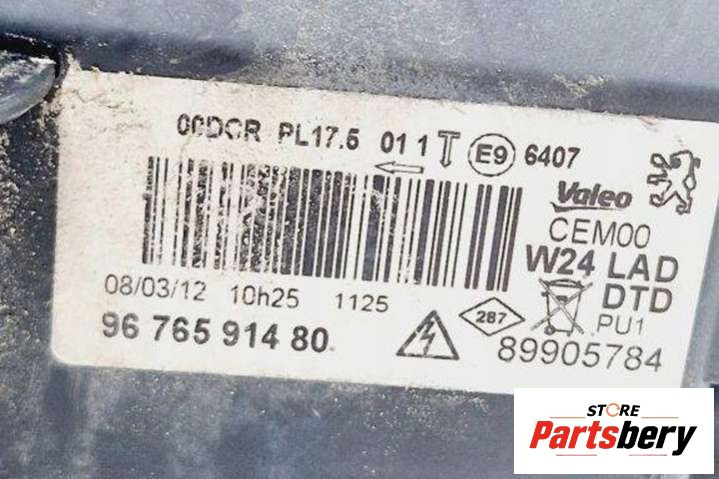 00DCR PL17.5 01 1 T E9 6407
Valeo
CEM00
W24 LAD
DTD
PU1
08/03/12 10h25 1125
96 765 914 80
287
89905784
STORE
Partsbery